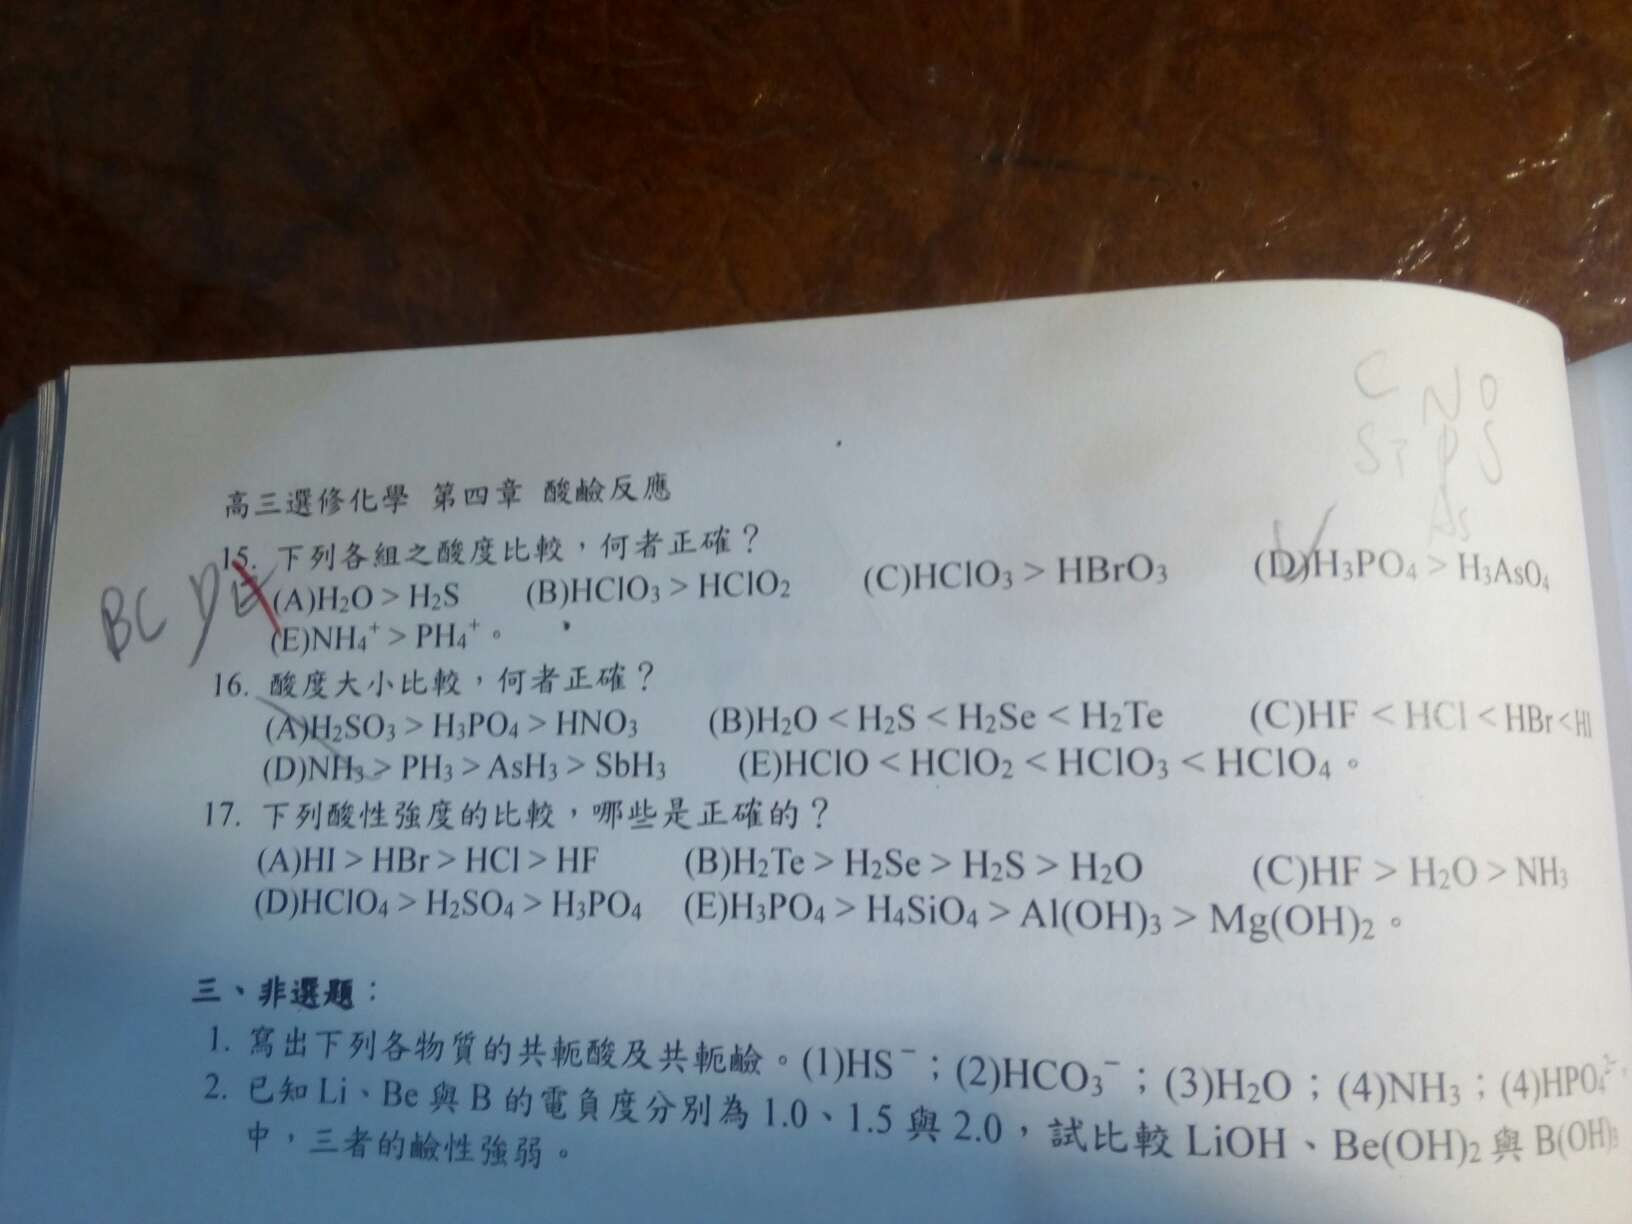 C N O
Si P S
As
高三選修化學 第四章 酸鹼反應
BC DE
15. 下列各組之酸度比較，何者正確？
(A)H₂O > H₂S (B)HClO₃ > HClO₂ (C)HClO₃ > HBrO₃ (D)H₃PO₄ > H₃AsO₄
(E)NH₄⁺ > PH₄⁺。
16. 酸度大小比較，何者正確？
(A)H₂SO₃ > H₃PO₄ > HNO₃ (B)H₂O < H₂S < H₂Se < H₂Te (C)HF < HCl < HBr < HI
(D)NH₃ > PH₃ > AsH₃ > SbH₃ (E)HClO < HClO₂ < HClO₃ < HClO₄。
17. 下列酸性強度的比較，哪些是正確的？
(A)HI > HBr > HCl > HF (B)H₂Te > H₂Se > H₂S > H₂O (C)HF > H₂O > NH₃
(D)HClO₄ > H₂SO₄ > H₃PO₄ (E)H₃PO₄ > H₄SiO₄ > Al(OH)₃ > Mg(OH)₂。
三、非選題：
1. 寫出下列各物質的共軛酸及共軛鹼。(1)HS⁻；(2)HCO₃⁻；(3)H₂O；(4)NH₃；(4)HPO₄²⁻
2. 已知 Li、Be 與 B 的電負度分別為 1.0、1.5 與 2.0，試比較 LiOH、Be(OH)₂ 與 B(OH)₃
中，三者的鹼性強弱。